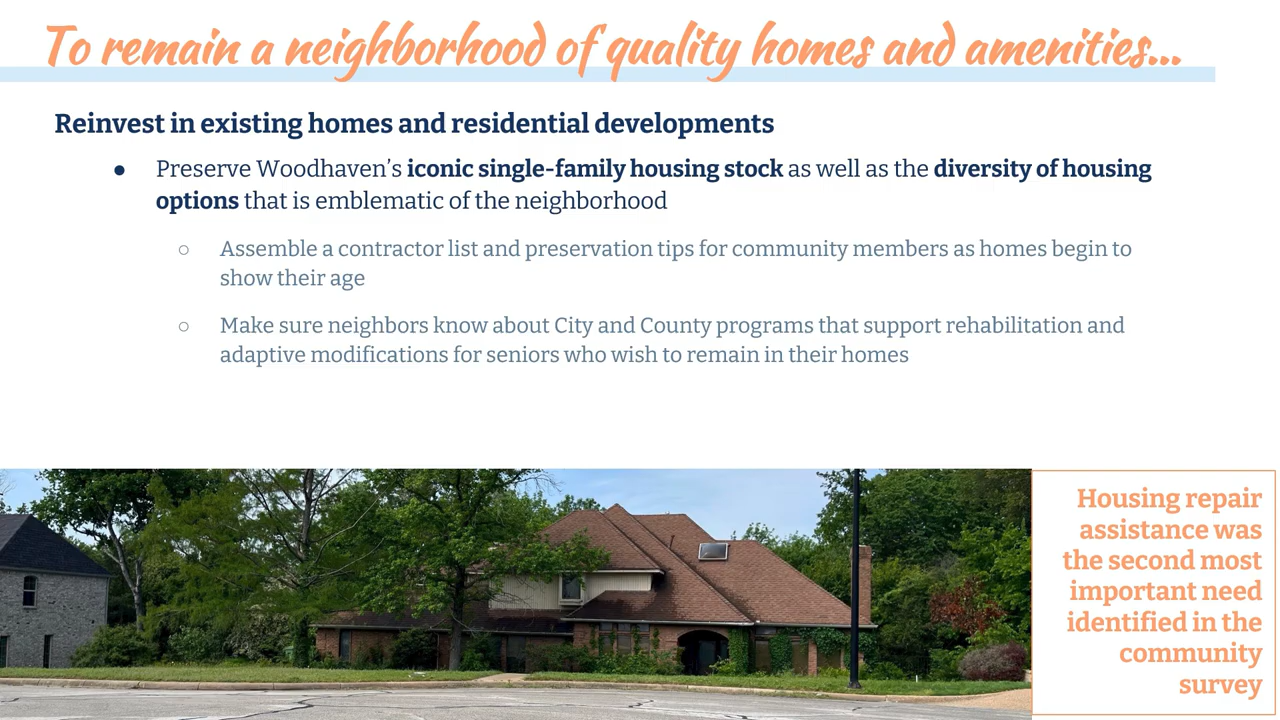 To remain a neighborhood of quality homes and amenities...
Reinvest in existing homes and residential developments
● Preserve Woodhaven’s iconic single-family housing stock as well as the diversity of housing
options that is emblematic of the neighborhood
○ Assemble a contractor list and preservation tips for community members as homes begin to
show their age
○ Make sure neighbors know about City and County programs that support rehabilitation and
adaptive modifications for seniors who wish to remain in their homes
Housing repair
assistance was
the second most
important need
identified in the
community
survey